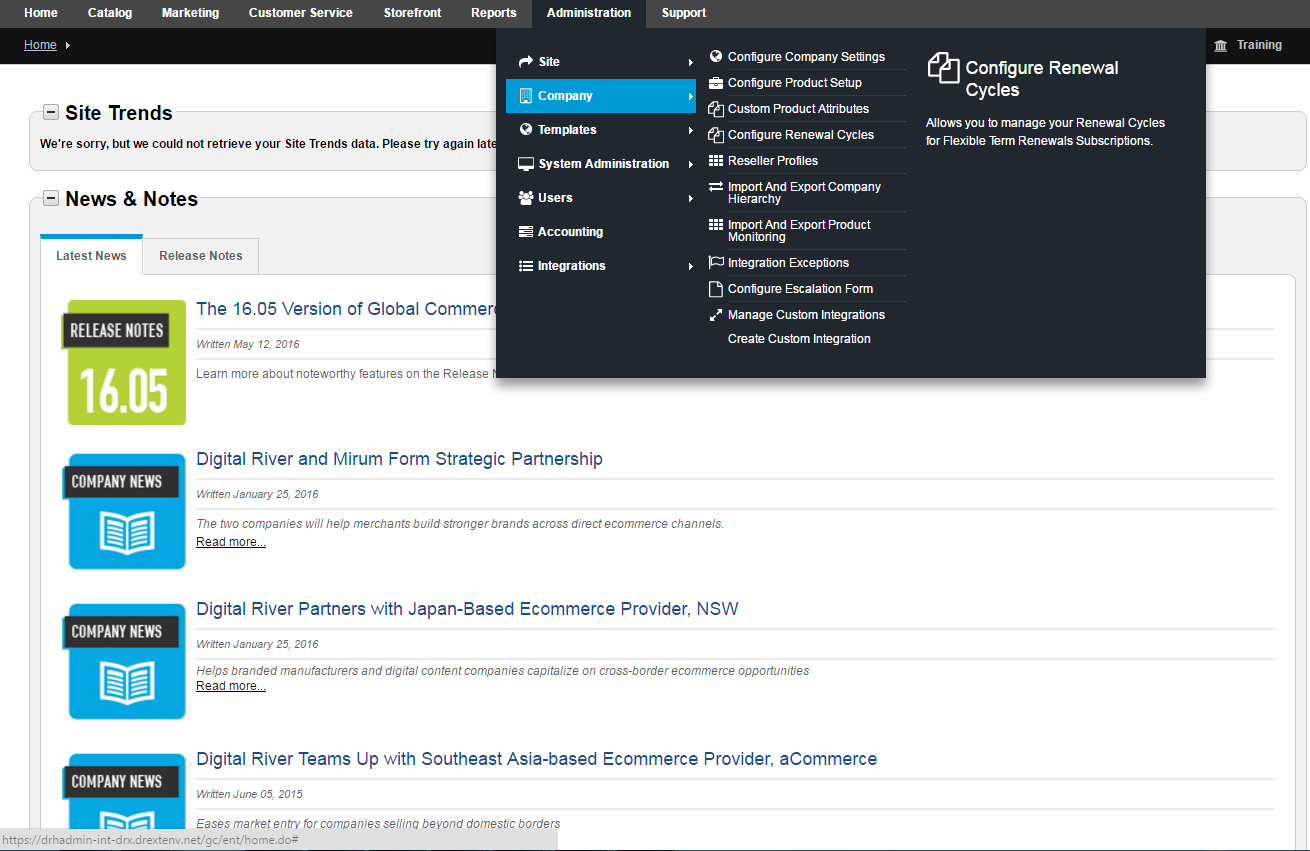 Home Catalog Marketing Customer Service Storefront Reports Administration Support
Home
Training
Site
Company
Templates
System Administration
Users
Accounting
Integrations
Configure Company Settings
Configure Product Setup
Custom Product Attributes
Configure Renewal Cycles
Reseller Profiles
Import And Export Company
Hierarchy
Import And Export Product
Monitoring
Integration Exceptions
Configure Escalation Form
Manage Custom Integrations
Create Custom Integration
Configure Renewal
Cycles
Allows you to manage your Renewal Cycles
for Flexible Term Renewals Subscriptions.
Site Trends
We're sorry, but we could not retrieve your Site Trends data. Please try again late
News & Notes
Latest News Release Notes
RELEASE NOTES
16.05
The 16.05 Version of Global Commerc
Written May 12, 2016
Learn more about noteworthy features on the Release N
COMPANY NEWS
Digital River and Mirum Form Strategic Partnership
Written January 25, 2016
The two companies will help merchants build stronger brands across direct ecommerce channels.
Read more...
COMPANY NEWS
Digital River Partners with Japan-Based Ecommerce Provider, NSW
Written January 25, 2016
Helps branded manufacturers and digital content companies capitalize on cross-border ecommerce opportunities
Read more...
COMPANY NEWS
Digital River Teams Up with Southeast Asia-based Ecommerce Provider, aCommerce
Written June 05, 2015
Eases market entry for companies selling beyond domestic borders
https://drhadmin-int-drx.drextenv.net/gc/ent/home.do#